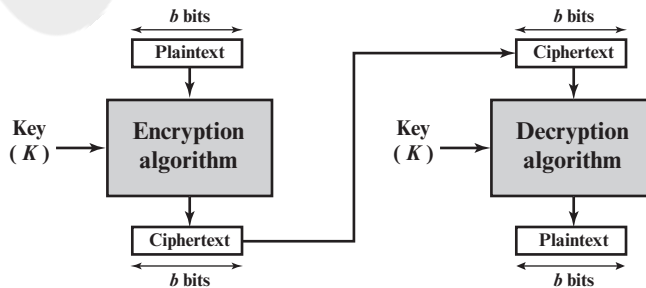 b bits
Plaintext
Key
( K )
Encryption
algorithm
Ciphertext
b bits
b bits
Ciphertext
Key
( K )
Decryption
algorithm
Plaintext
b bits